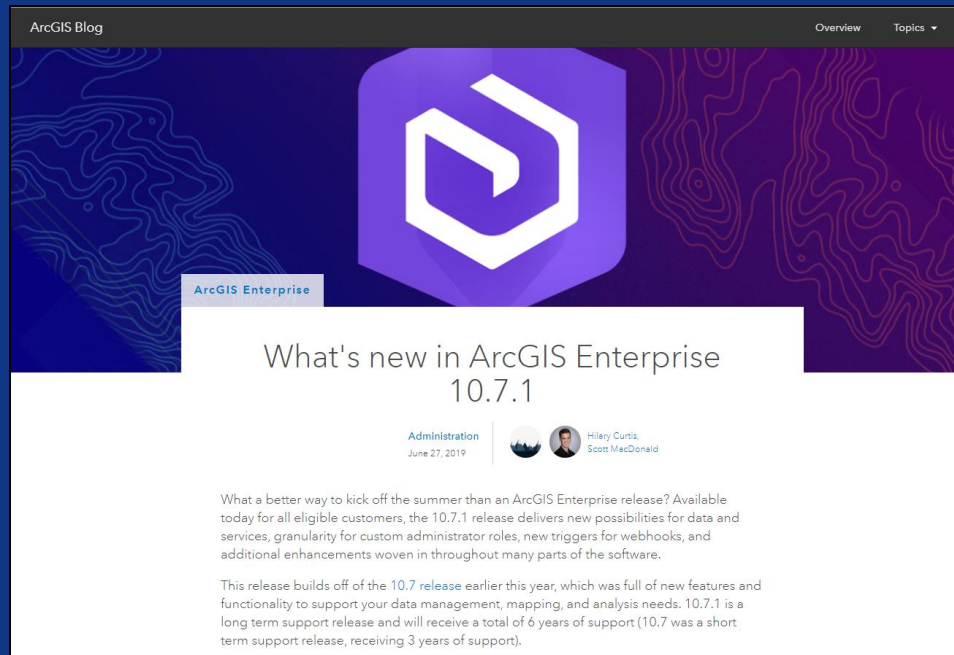 ArcGIS Blog
Overview
Topics
ArcGIS Enterprise
What's new in ArcGIS Enterprise
10.7.1
Administration
June 27, 2019
Hilary Curtis,
Scott MacDonald
What a better way to kick off the summer than an ArcGIS Enterprise release? Available
today for all eligible customers, the 10.7.1 release delivers new possibilities for data and
services, granularity for custom administrator roles, new triggers for webhooks, and
additional enhancements woven in throughout many parts of the software.
This release builds off of the 10.7 release earlier this year, which was full of new features and
functionality to support your data management, mapping, and analysis needs. 10.7.1 is a
long term support release and will receive a total of 6 years of support (10.7 was a short
term support release, receiving 3 years of support).